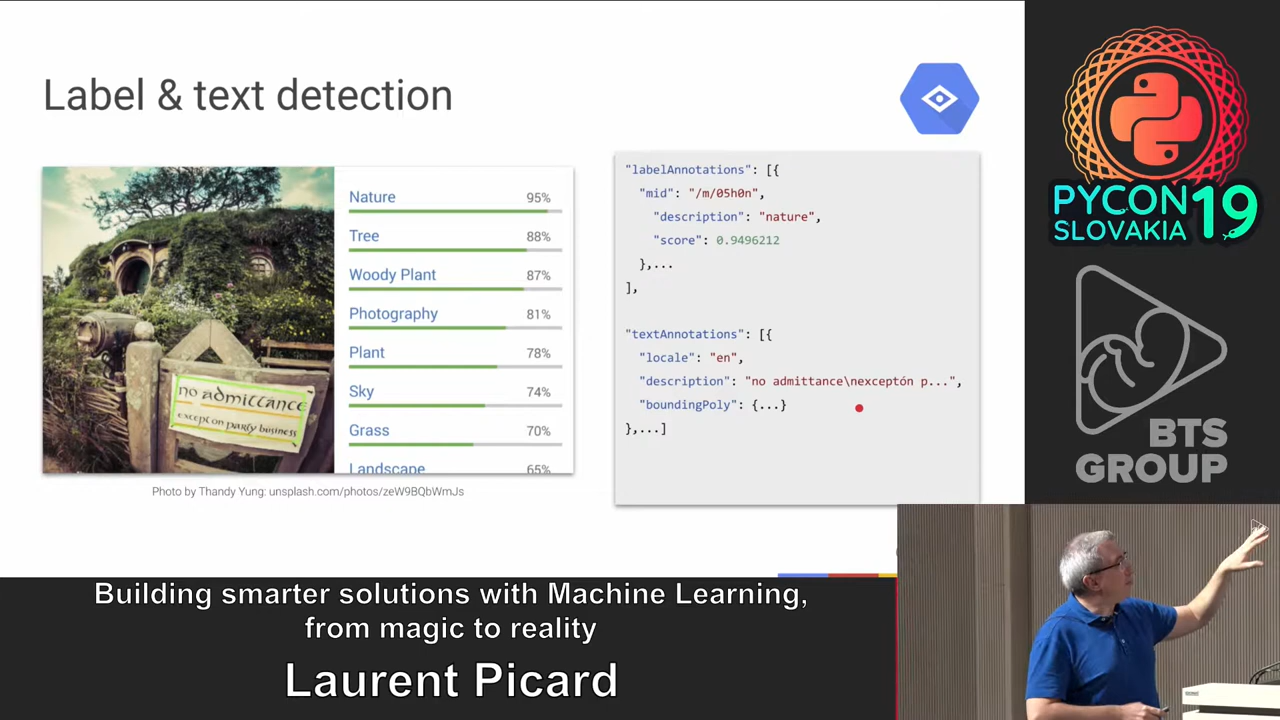 Label & text detection
Nature 95%
Tree 88%
Woody Plant 87%
Photography 81%
Plant 78%
Sky 74%
Grass 70%
Landscape 65%
no admittance
except on party business
Photo by Thandy Yung: unsplash.com/photos/zeW9BQbWmJs
"labelAnnotations": [{
"mid": "/m/05h0n",
"description": "nature",
"score": 0.9496212
},...
],
"textAnnotations": [{
"locale": "en",
"description": "no admittance\nexceptón p...",
"boundingPoly": {...}
},...]
PYCON 19
SLOVAKIA
BTS
GROUP
Building smarter solutions with Machine Learning,
from magic to reality
Laurent Picard